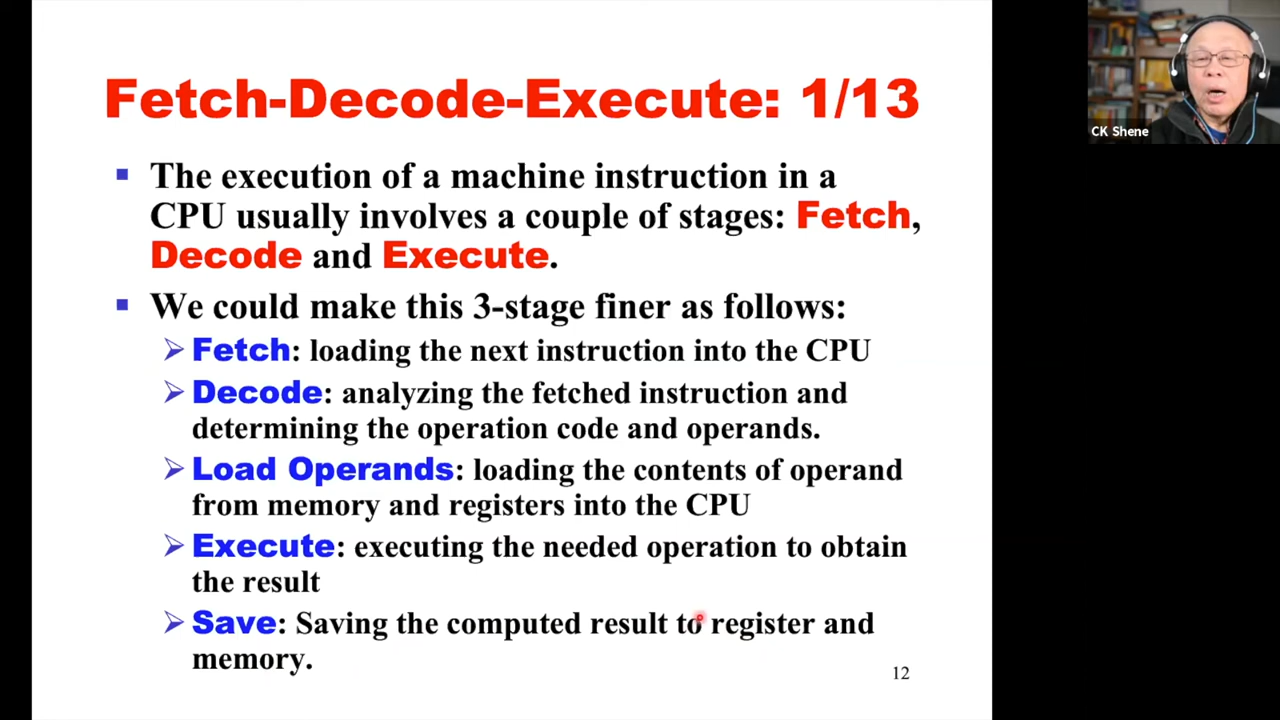 Fetch-Decode-Execute: 1/13
CK Shene
The execution of a machine instruction in a
CPU usually involves a couple of stages: Fetch,
Decode and Execute.
We could make this 3-stage finer as follows:
Fetch: loading the next instruction into the CPU
Decode: analyzing the fetched instruction and
determining the operation code and operands.
Load Operands: loading the contents of operand
from memory and registers into the CPU
Execute: executing the needed operation to obtain
the result
Save: Saving the computed result to register and
memory.
12